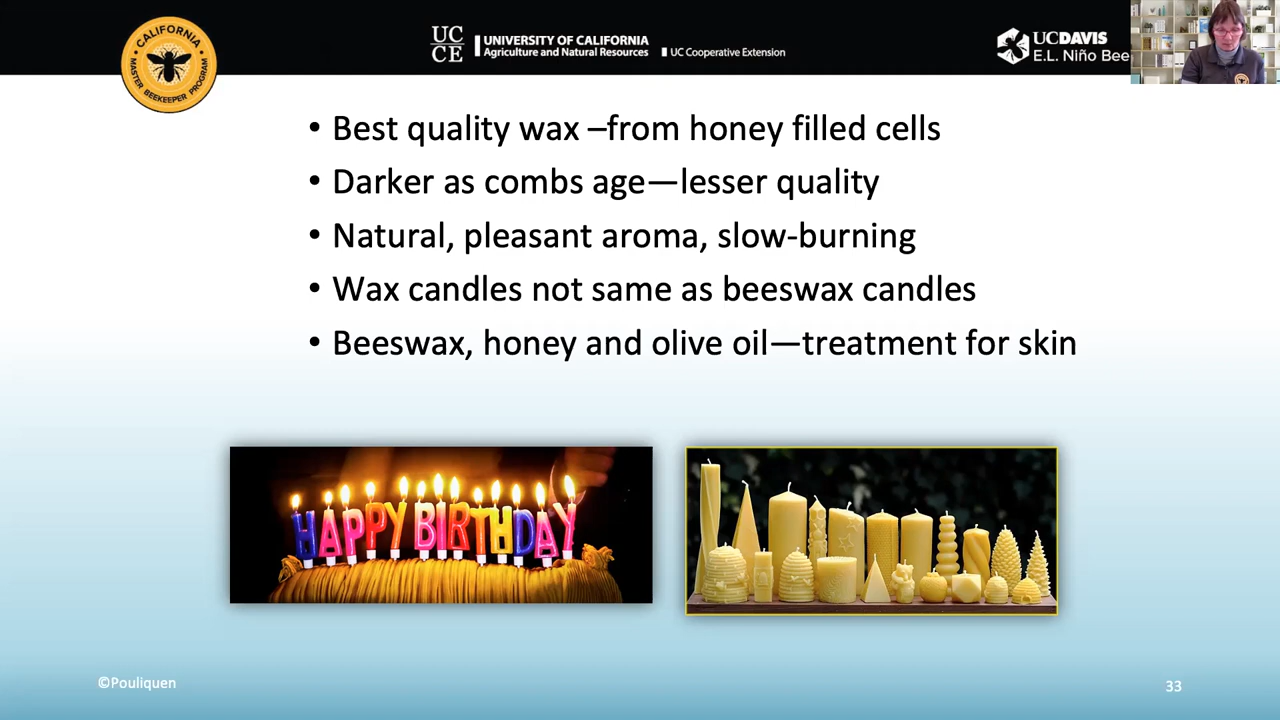 CALIFORNIA
MASTER BEEKEEPER PROGRAM
UC
CE
UNIVERSITY OF CALIFORNIA
Agriculture and Natural Resources
UC Cooperative Extension
UCDAVIS
E.L. Niño Bee
• Best quality wax –from honey filled cells
• Darker as combs age—lesser quality
• Natural, pleasant aroma, slow-burning
• Wax candles not same as beeswax candles
• Beeswax, honey and olive oil—treatment for skin
HAPPY BIRTHDAY
©Pouliquen
33